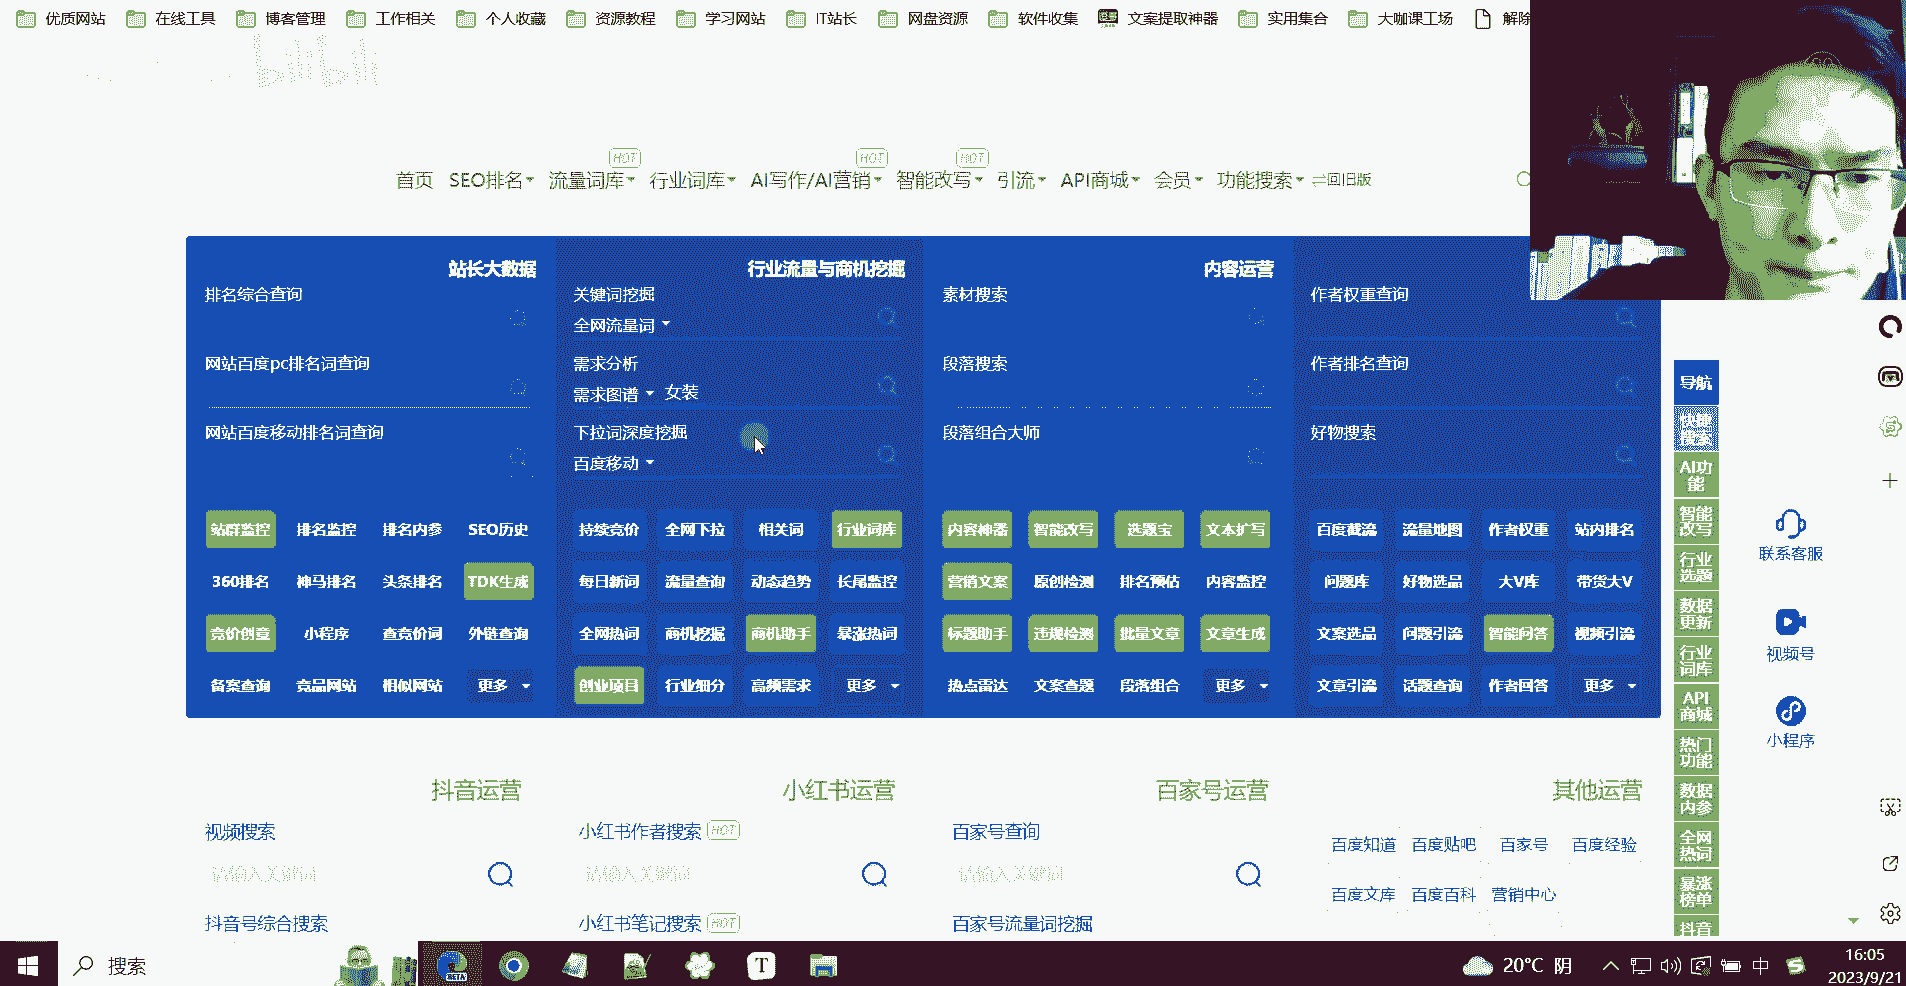 优质网站 在线工具 博客管理 工作相关 个人收藏 资源教程 学习网站 IT站长 网盘资源 软件收集 文案提取神器 实用集合 大咖课工场 解除
bilibili
HOT HOT HOT
首页 SEO排名 流量词库 行业词库 AI写作/AI营销 智能改写 引流 API商城 会员 功能搜索 回旧版
站长大数据 行业流量与商机挖掘 内容运营
排名综合查询 关键词挖掘 素材搜索 作者权重查询
全网流量词
网站百度pc排名词查询 需求分析 段落搜索 作者排名查询
需求图谱 女装
网站百度移动排名词查询 下拉词深度挖掘 段落组合大师 好物搜索
百度移动
站群监控 排名监控 排名内参 SEO历史 持续竞价 全网下拉 相关词 行业词库 内容神器 智能改写 选题宝 文本扩写 百度截流 流量地图 作者权重 站内排名
360排名 神马排名 头条排名 TDK生成 每日新词 流量查询 动态趋势 长尾监控 营销文案 原创检测 排名预估 内容监控 问题库 好物选品 大V库 带货大V
竞价创意 小程序 查竞价词 外链查询 全网热词 商机挖掘 商机助手 暴涨热词 标题助手 违规检测 批量文章 文章生成 文案选品 问题引流 智能问答 视频引流
备案查询 竞品网站 相似网站 更多 创业项目 行业细分 高频需求 更多 热点雷达 文案查题 段落组合 更多 文章引流 话题查询 作者回答 更多
导航
快捷
搜索
AI功
能
智能
改写
行业
选题
数据
更新
行业
词库
API
商城
热门
功能
数据
内参
全网
热词
暴涨
榜单
抖音
联系客服
视频号
小程序
抖音运营 小红书运营 百家号运营 其他运营
视频搜索 小红书作者搜索 HOT 百家号查询 百度知道 百度贴吧 百家号 百度经验
请输入关键词 请输入关键词 请输入关键词
百度文库 百度百科 营销中心
抖音号综合搜索 小红书笔记搜索 HOT 百家号流量词挖掘
搜索 BETA T 20°C 阴 中 16:05
2023/9/21